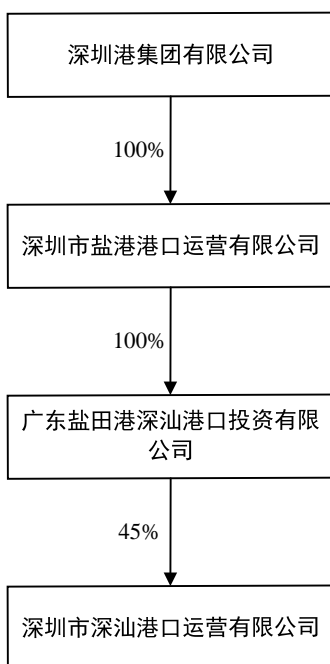 深圳港集团有限公司
100%
深圳市盐港港口运营有限公司
100%
广东盐田港深汕港口投资有限
公司
45%
深圳市深汕港口运营有限公司